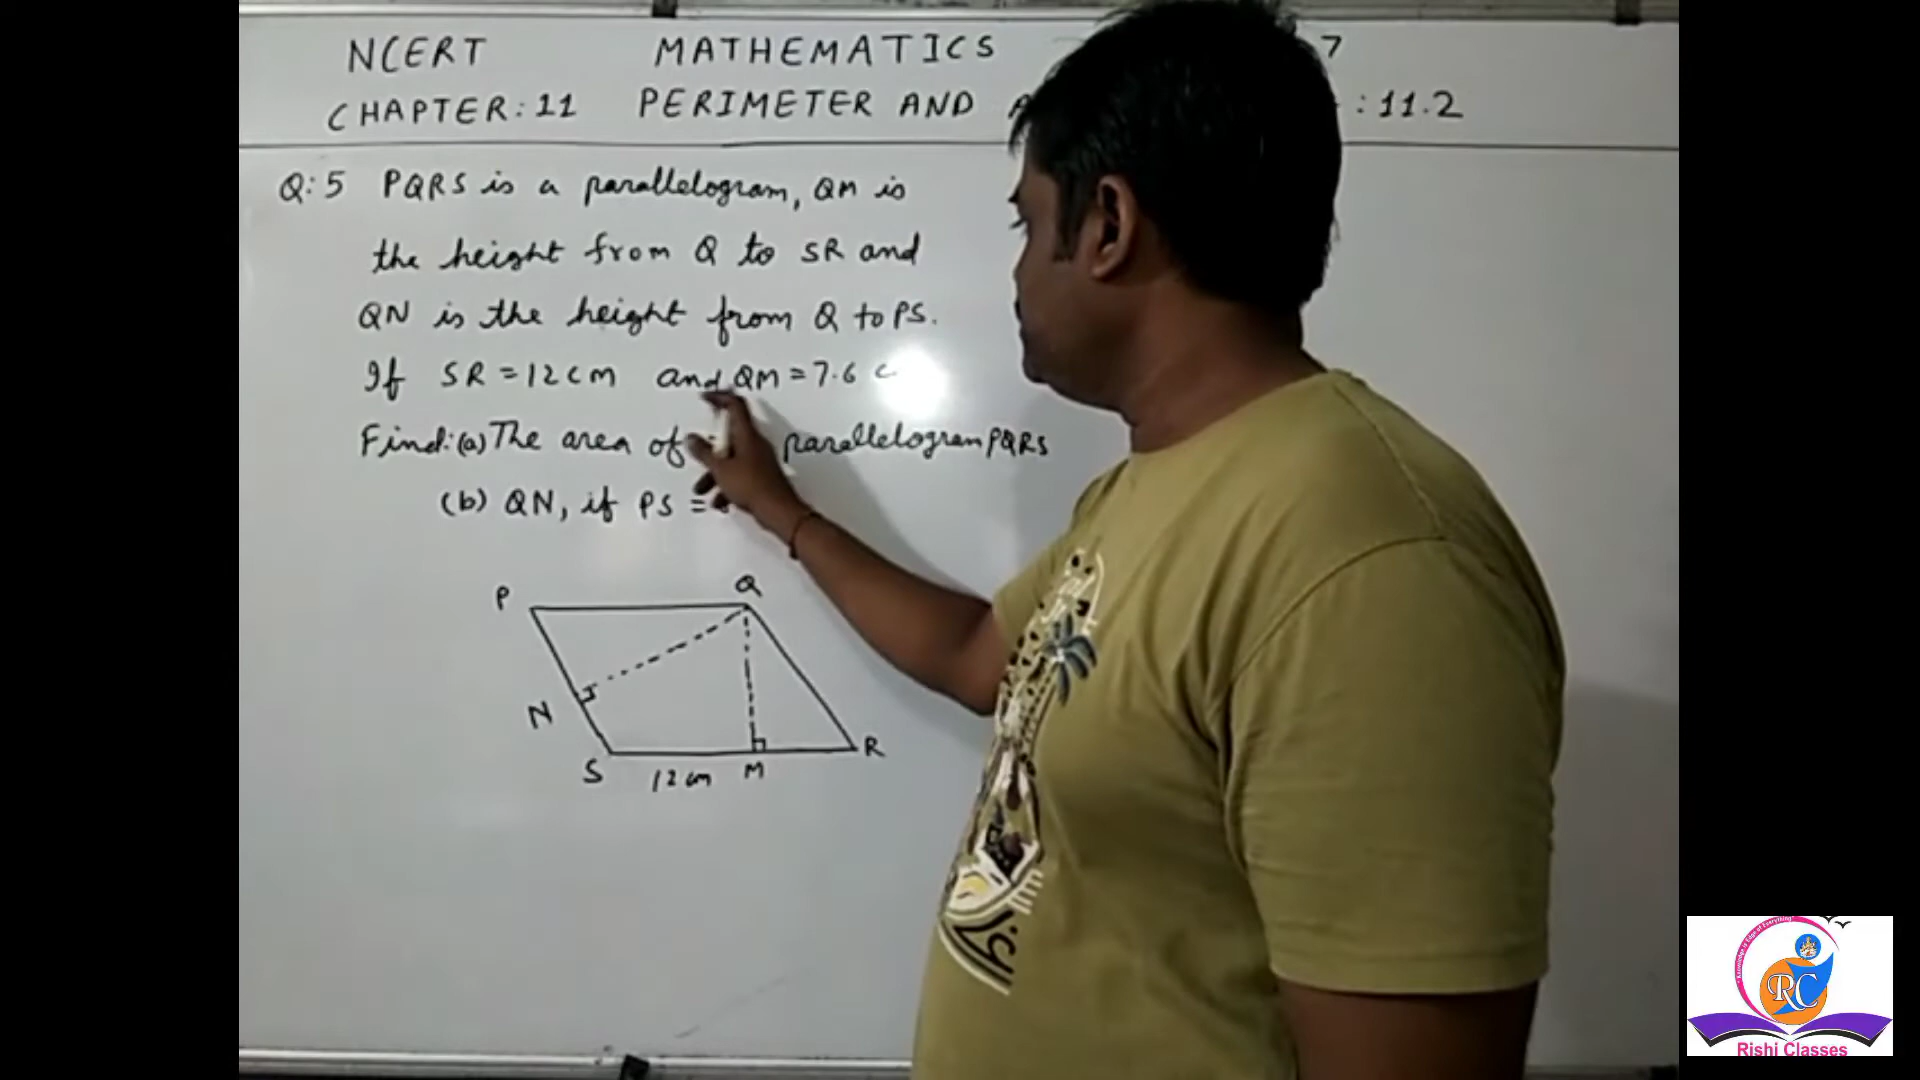 NCERT MATHEMATICS 7
CHAPTER: 11 PERIMETER AND A : 11.2
Q: 5 PQRS is a parallelogram, QM is
the height from Q to SR and
QN is the height from Q to PS.
If SR = 12 cm and QM = 7.6 c
Find: (a) The area of parallelogram PQRS
(b) QN, if PS =
P Q
N
S 12 cm M R
RC
Rishi Classes